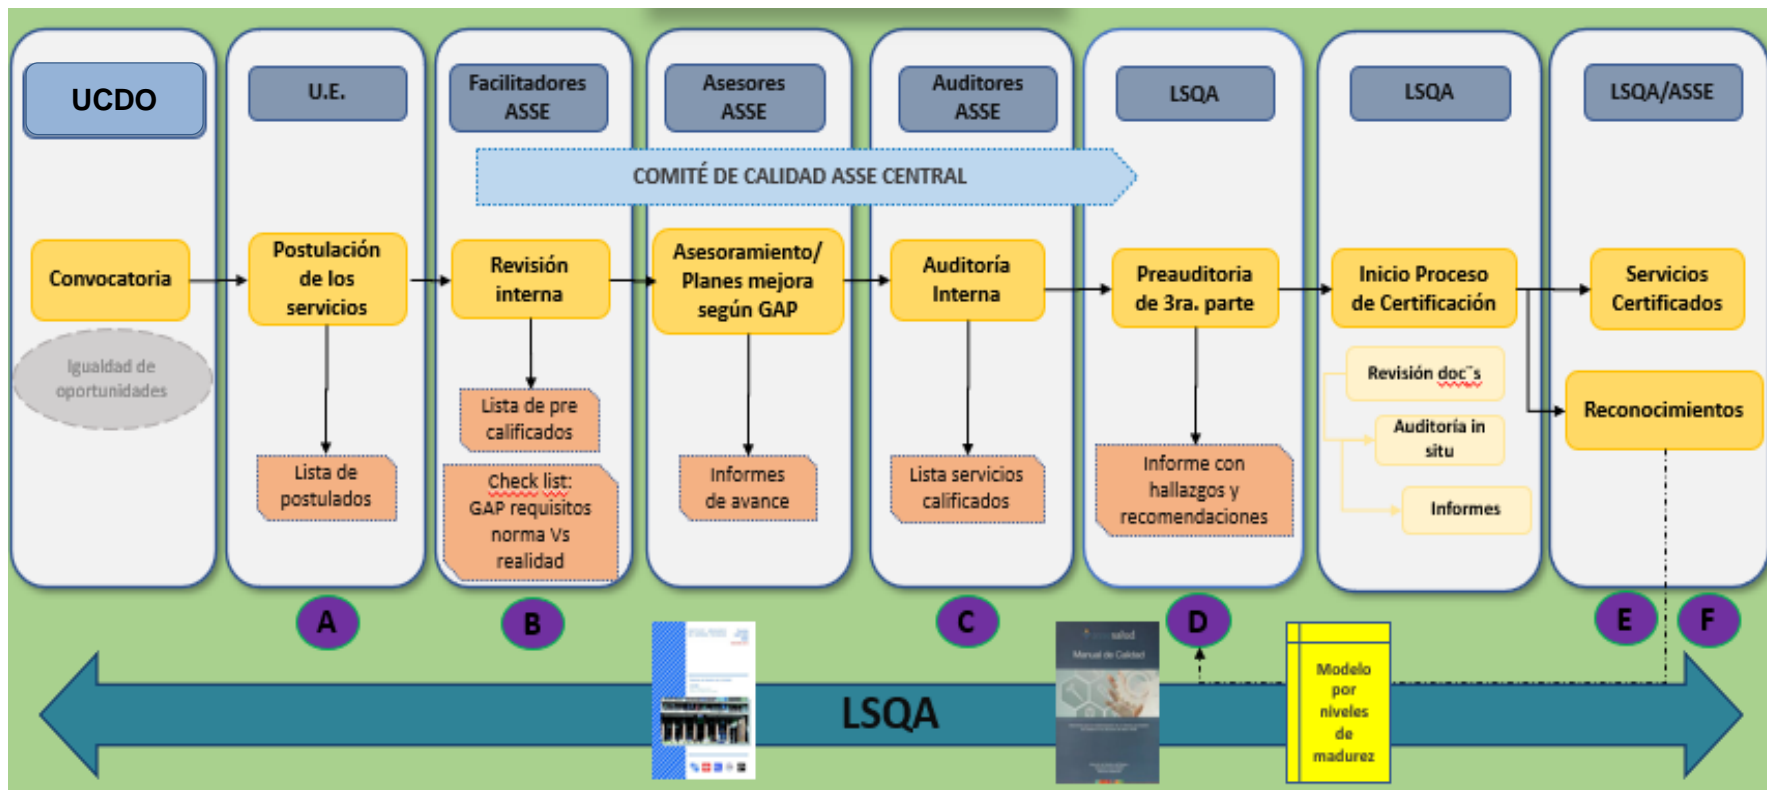 UCDO
U.E.
Facilitadores
ASSE
Asesores
ASSE
Auditores
ASSE
LSQA
LSQA
LSQA/ASSE
COMITÉ DE CALIDAD ASSE CENTRAL
Convocatoria
Postulación
de los
servicios
Revisión
interna
Asesoramiento/
Planes mejora
según GAP
Auditoría
Interna
Preauditoria
de 3ra. parte
Inicio Proceso
de Certificación
Servicios
Certificados
Igualdad de
oportunidades
Lista de
postulados
Lista de pre
calificados
Check list:
GAP requisitos
norma Vs
realidad
Informes
de avance
Lista servicios
calificados
Informe con
hallazgos y
recomendaciones
Revisión doc¨s
Auditoría in
situ
Informes
Reconocimientos
A
B
C
D
E
F
LSQA
salud
Manual de Calidad
Modelo
por
niveles
de
madurez